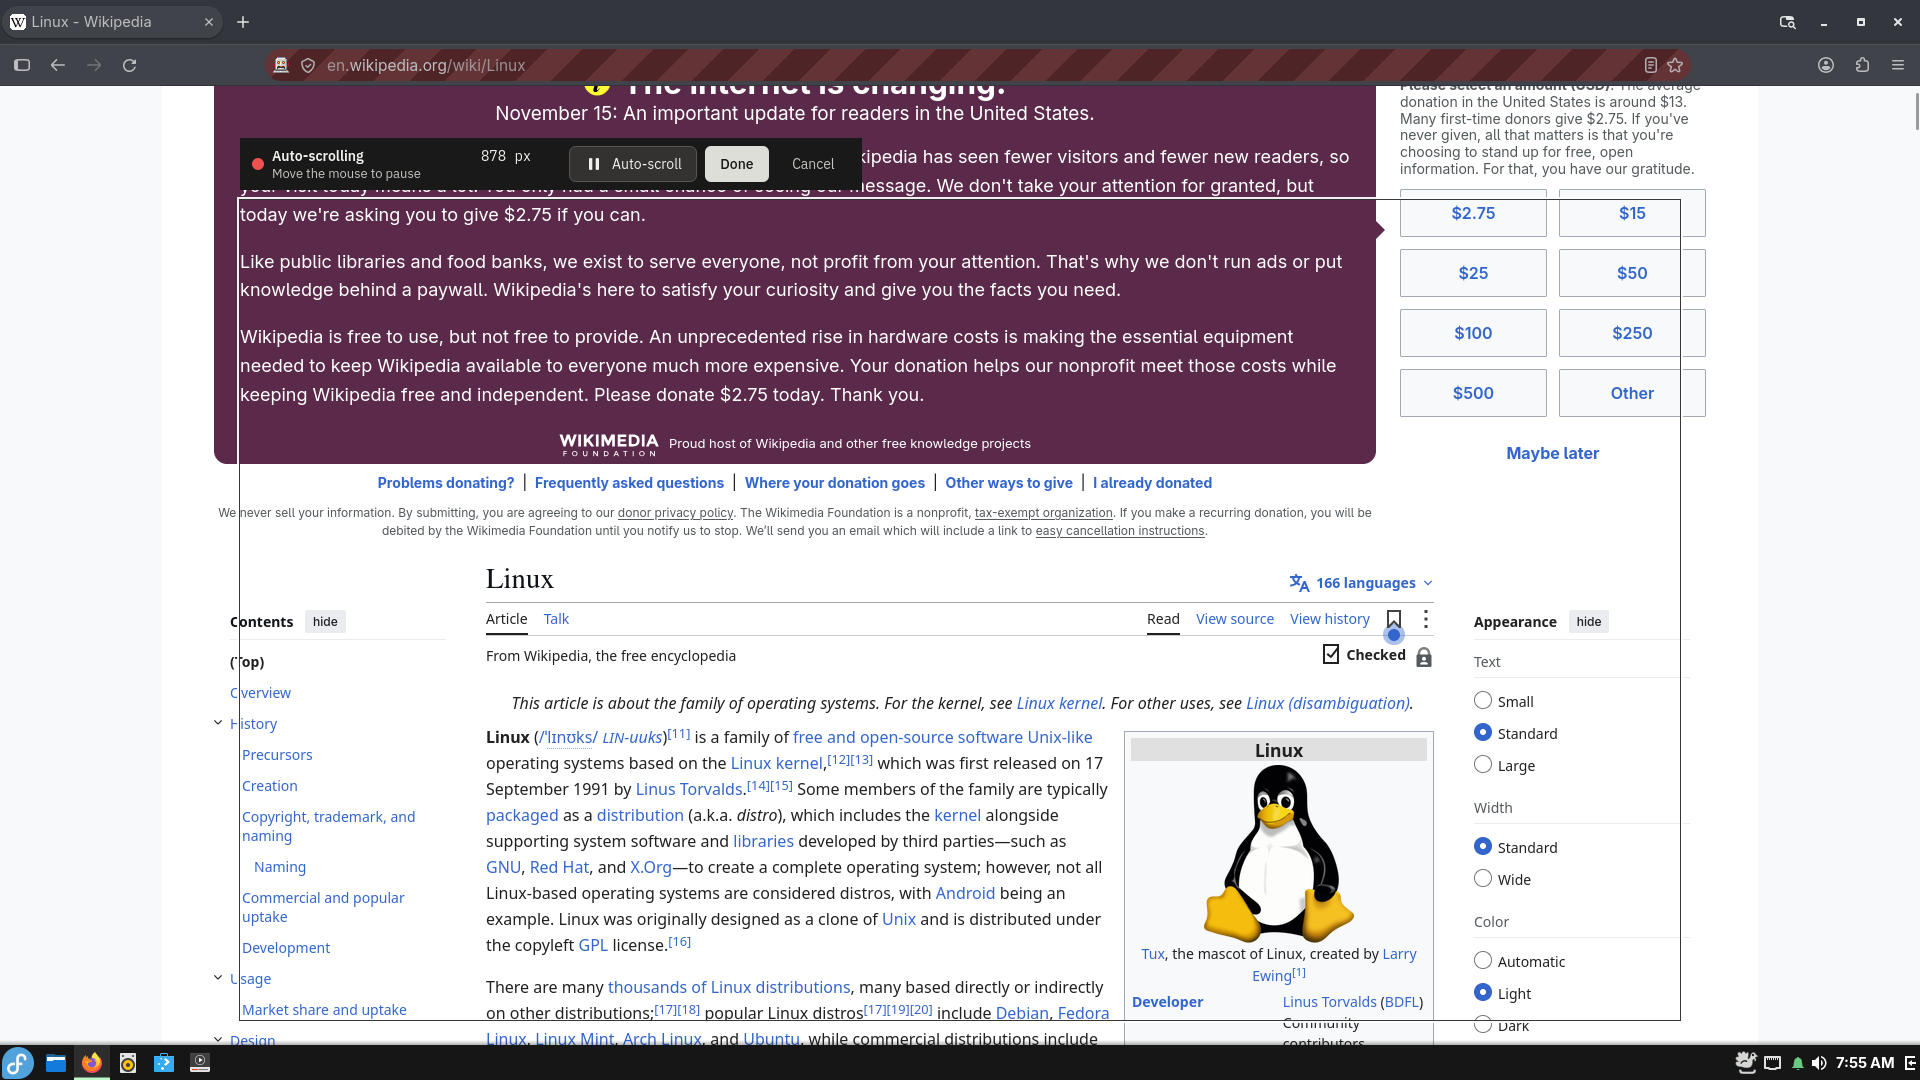 Linux - Wikipedia
en.wikipedia.org/wiki/Linux
The internet is changing.
November 15: An important update for readers in the United States.
Auto-scrolling
Move the mouse to pause
878 px
Auto-scroll
Done
Cancel
kipedia has seen fewer visitors and fewer new readers, so
message. We don't take your attention for granted, but
today we're asking you to give $2.75 if you can.
Like public libraries and food banks, we exist to serve everyone, not profit from your attention. That's why we don't run ads or put
knowledge behind a paywall. Wikipedia's here to satisfy your curiosity and give you the facts you need.
Wikipedia is free to use, but not free to provide. An unprecedented rise in hardware costs is making the essential equipment
needed to keep Wikipedia available to everyone much more expensive. Your donation helps our nonprofit meet those costs while
keeping Wikipedia free and independent. Please donate $2.75 today. Thank you.
WIKIMEDIA
FOUNDATION
Proud host of Wikipedia and other free knowledge projects
Please select an amount (USD). The average
donation in the United States is around $13.
Many first-time donors give $2.75. If you've
never given, all that matters is that you're
choosing to stand up for free, open
information. For that, you have our gratitude.
$2.75
$15
$25
$50
$100
$250
$500
Other
Maybe later
Problems donating? | Frequently asked questions | Where your donation goes | Other ways to give | I already donated
We never sell your information. By submitting, you are agreeing to our donor privacy policy. The Wikimedia Foundation is a nonprofit, tax-exempt organization. If you make a recurring donation, you will be
debited by the Wikimedia Foundation until you notify us to stop. We'll send you an email which will include a link to easy cancellation instructions.
Contents
hide
(Top)
Overview
History
Precursors
Creation
Copyright, trademark, and
naming
Naming
Commercial and popular
uptake
Development
Usage
Market share and uptake
Design
Linux
166 languages
Article
Talk
Read
View source
View history
From Wikipedia, the free encyclopedia
Checked
This article is about the family of operating systems. For the kernel, see Linux kernel. For other uses, see Linux (disambiguation).
Linux (/ˈlɪnʊks/ LIN-uuks)[11] is a family of free and open-source software Unix-like
operating systems based on the Linux kernel,[12][13] which was first released on 17
September 1991 by Linus Torvalds.[14][15] Some members of the family are typically
packaged as a distribution (a.k.a. distro), which includes the kernel alongside
supporting system software and libraries developed by third parties—such as
GNU, Red Hat, and X.Org—to create a complete operating system; however, not all
Linux-based operating systems are considered distros, with Android being an
example. Linux was originally designed as a clone of Unix and is distributed under
the copyleft GPL license.[16]
There are many thousands of Linux distributions, many based directly or indirectly
on other distributions;[17][18] popular Linux distros[17][19][20] include Debian, Fedora
Linux, Linux Mint, Arch Linux, and Ubuntu, while commercial distributions include
Linux
Tux, the mascot of Linux, created by Larry
Ewing[1]
Developer
Linus Torvalds (BDFL)
Community
contributors
Appearance
hide
Text
Small
Standard
Large
Width
Standard
Wide
Color
Automatic
Light
Dark
7:55 AM